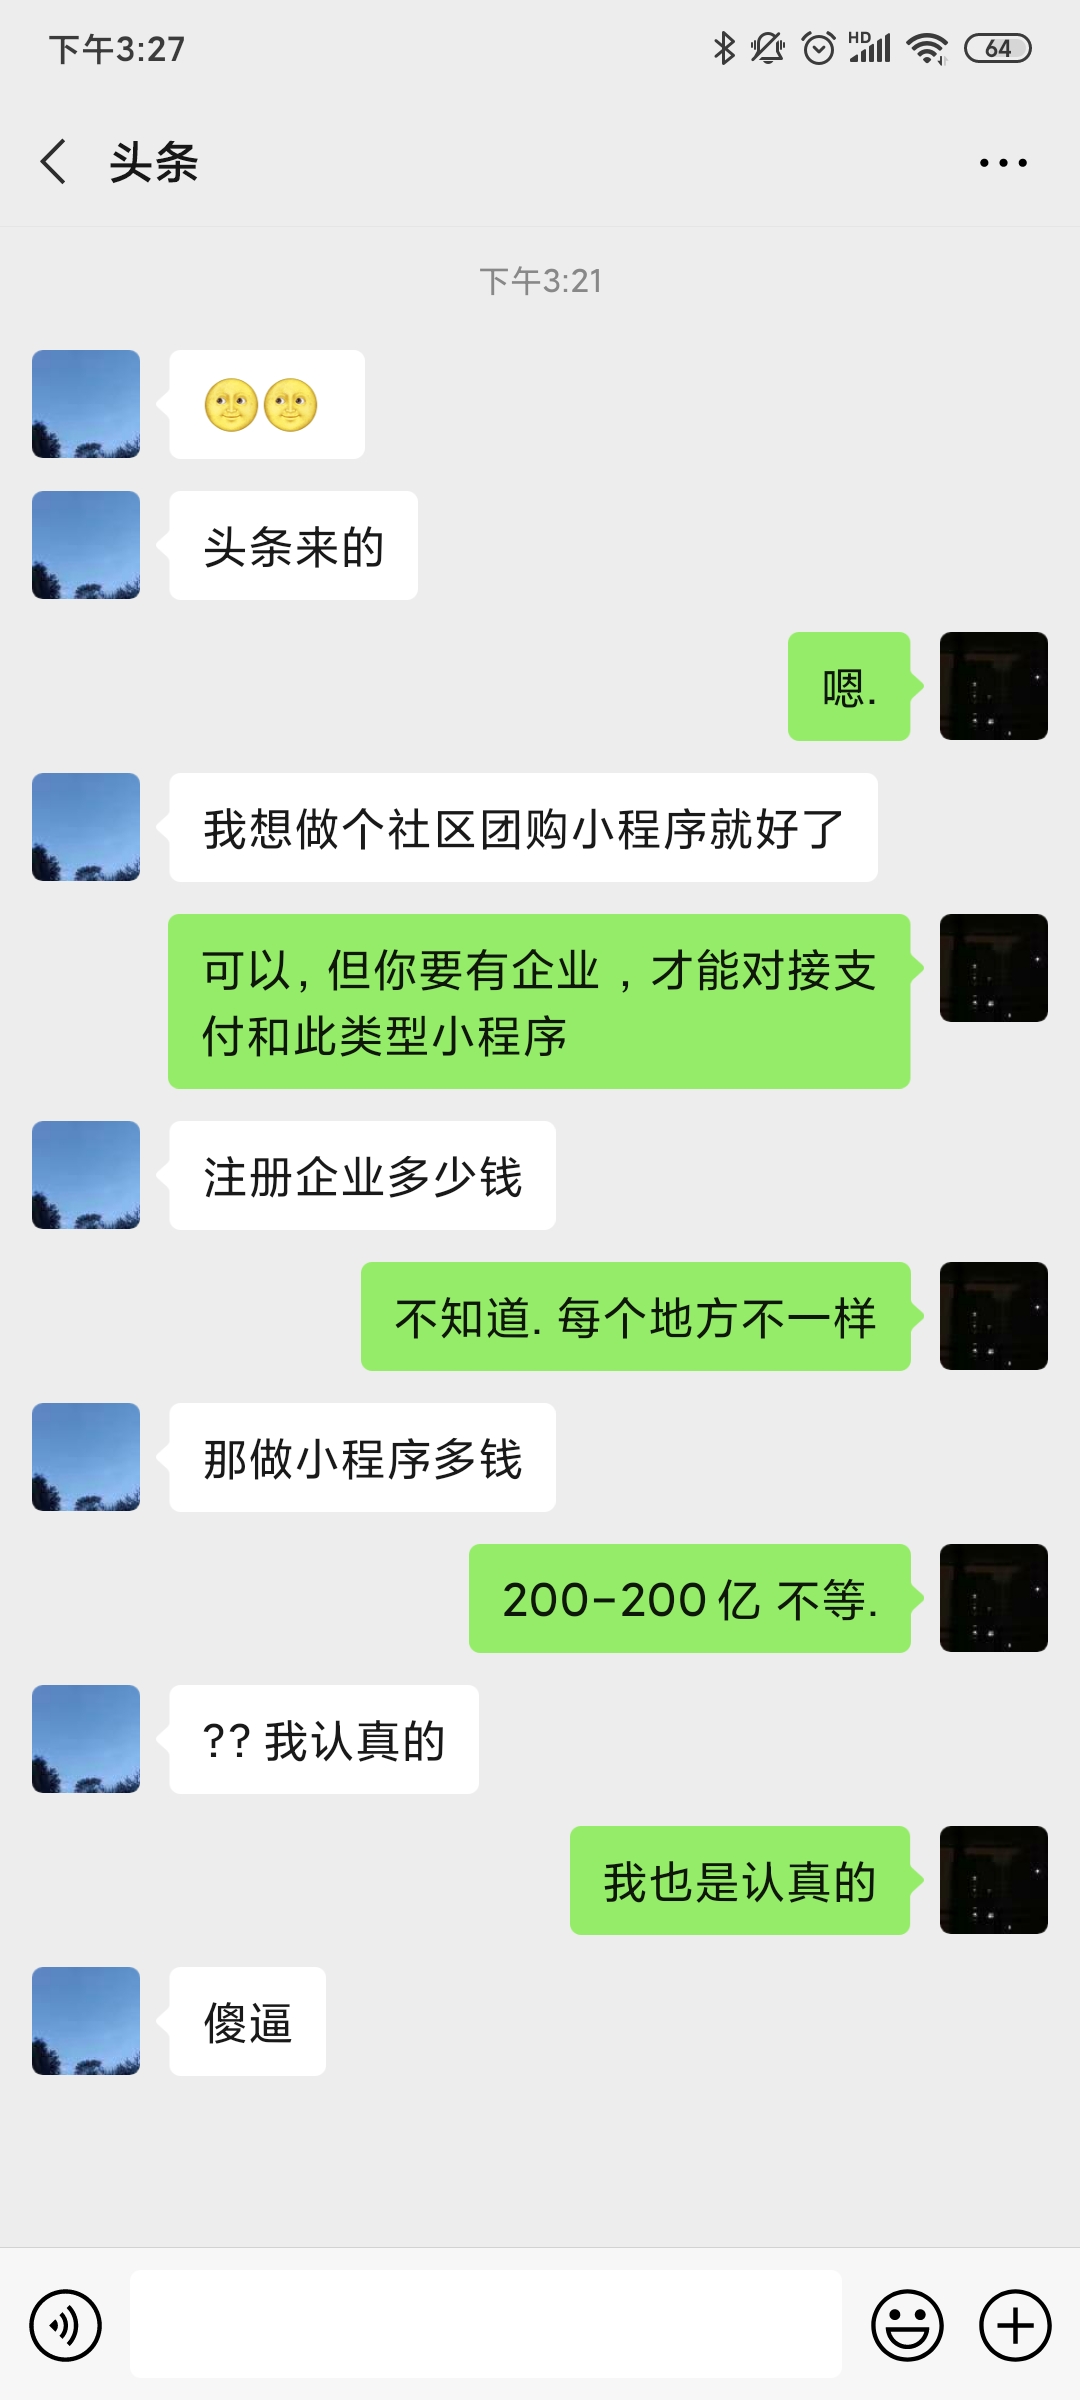 下午3:27
HD
64
头条
下午3:21
🌝🌝
头条来的
嗯.
我想做个社区团购小程序就好了
可以, 但你要有企业 , 才能对接支
付和此类型小程序
注册企业多少钱
不知道. 每个地方不一样
那做小程序多钱
200-200 亿 不等.
?? 我认真的
我也是认真的
傻逼